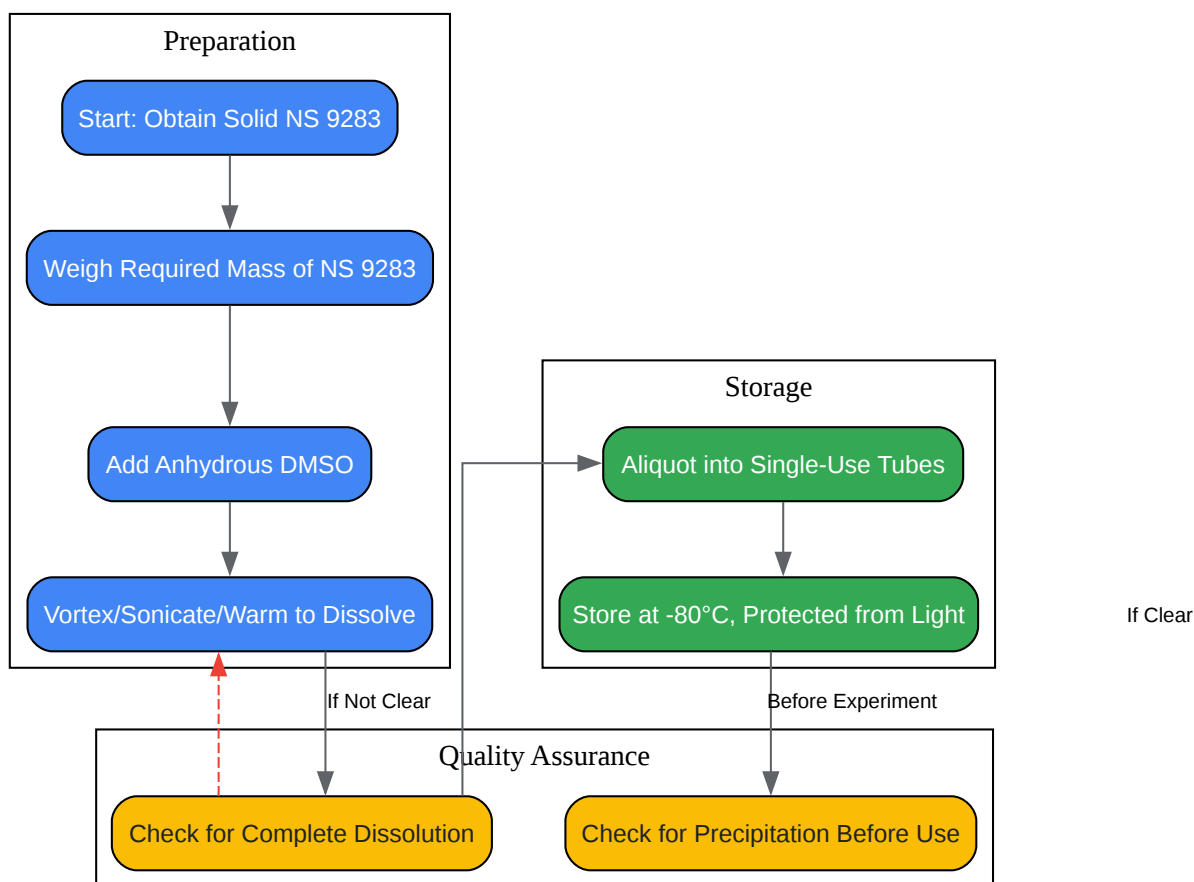 Preparation
Start: Obtain Solid NS 9283
Weigh Required Mass of NS 9283
Add Anhydrous DMSO
Vortex/Sonicate/Warm to Dissolve
Storage
Aliquot into Single-Use Tubes
Store at -80°C, Protected from Light
If Clear
If Not Clear
Before Experiment
Quality Assurance
Check for Complete Dissolution
Check for Precipitation Before Use